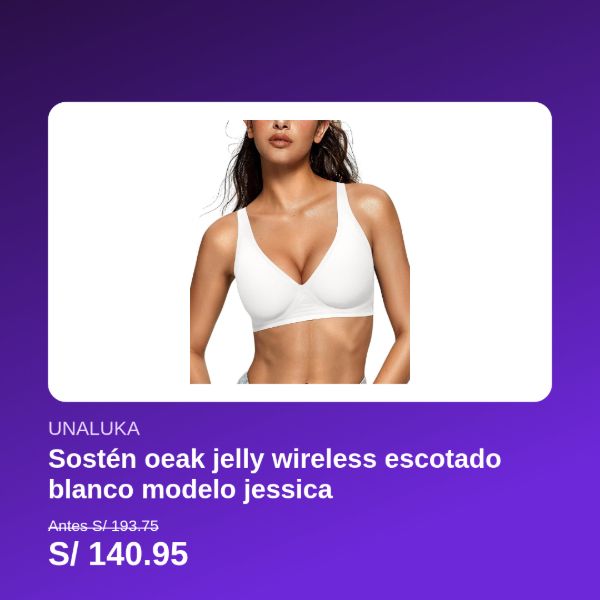 UNALUKA
Sostén oeak jelly wireless escotado
blanco modelo jessica
Antes S/ 193.75
S/ 140.95